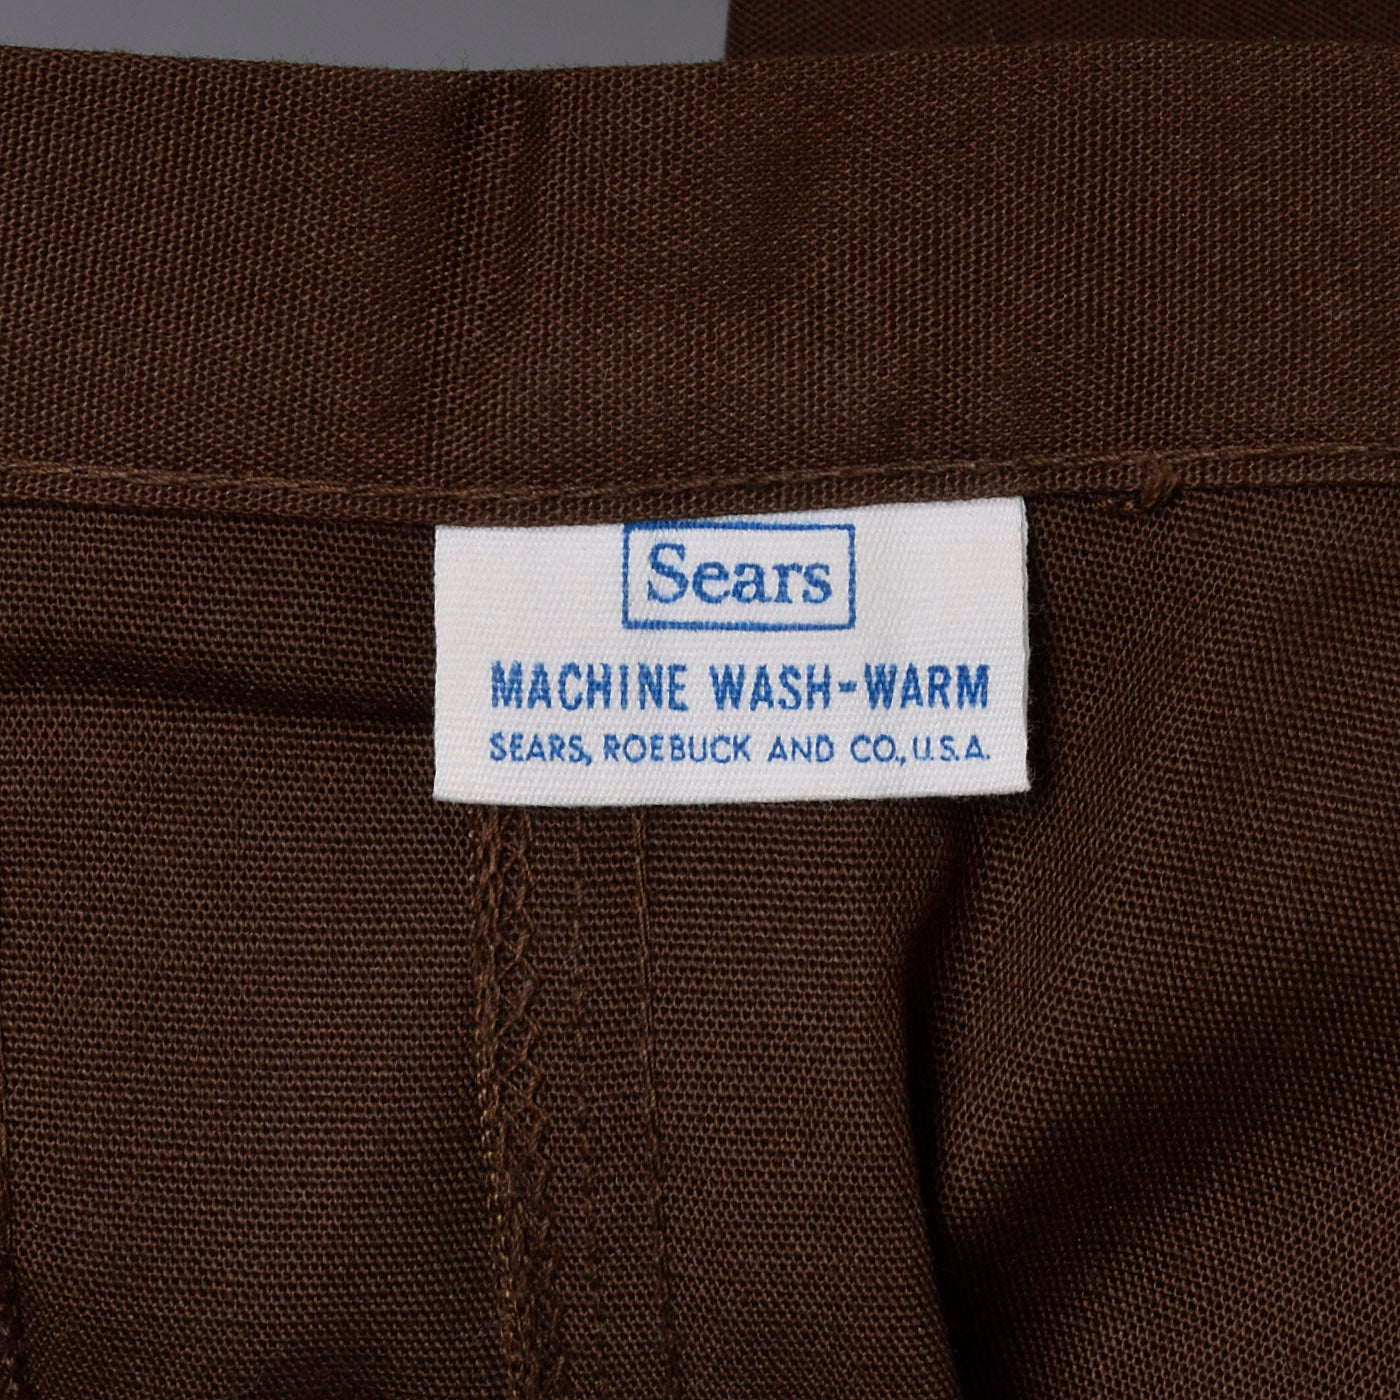 Sears
MACHINE WASH-WARM
SEARS, ROEBUCK AND CO., U.S.A.